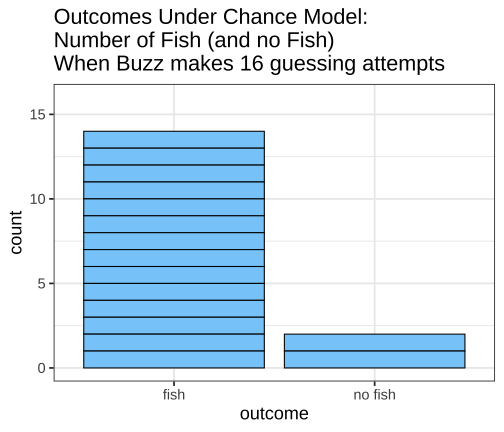 Outcomes Under Chance Model:
Number of Fish (and no Fish)
When Buzz makes 16 guessing attempts
15
10
5
0
count
fish
no fish
outcome